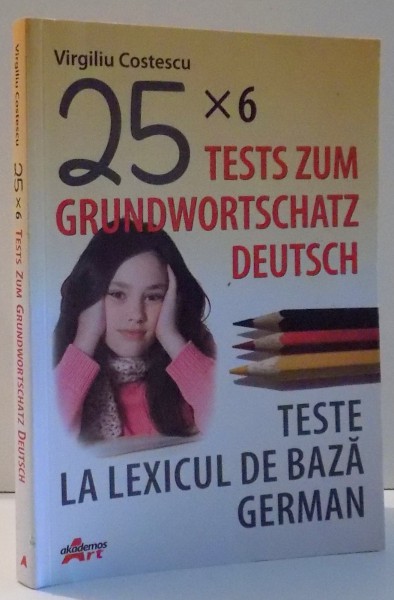 Virgiliu Costescu
25 × 6
TESTS ZUM
GRUNDWORTSCHATZ
DEUTSCH
TESTE
LA LEXICUL DE BAZĂ
GERMAN
akademos
Art
Virgiliu Costescu 25 × 6 TESTS ZUM GRUNDWORTSCHATZ DEUTSCH
A